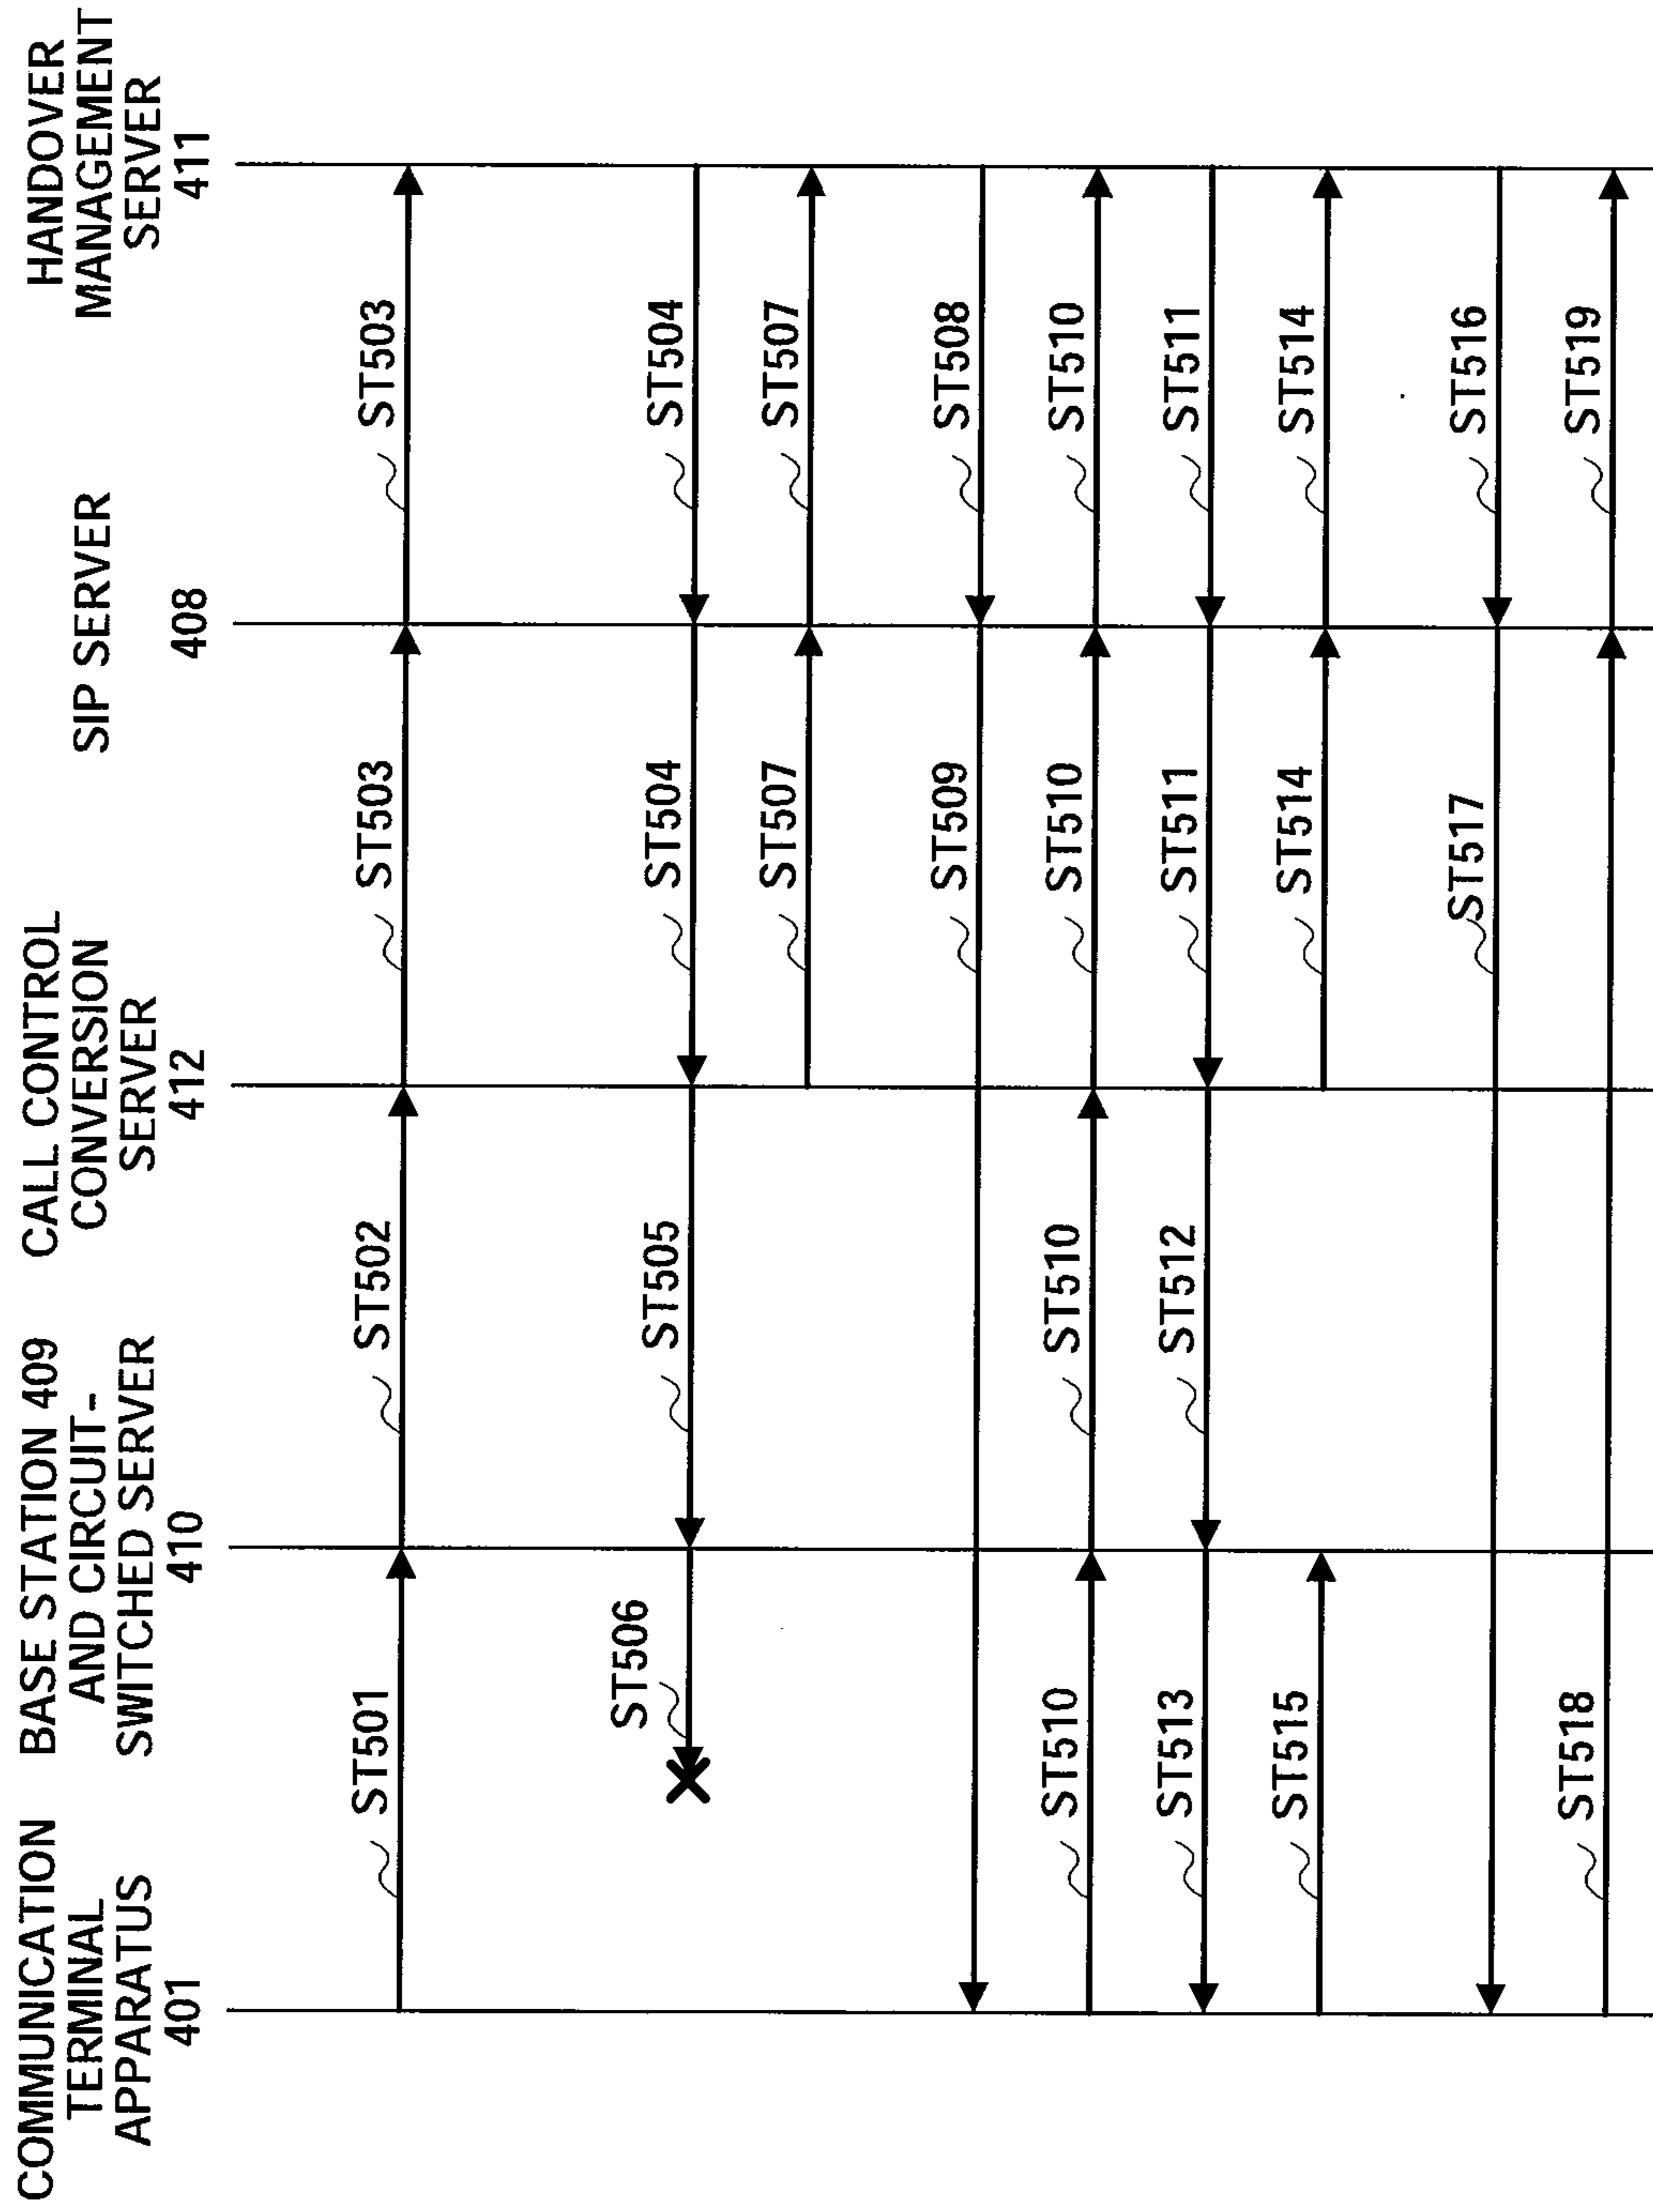 COMMUNICATION
TERMINAL
APPARATUS
401
BASE STATION 409
AND CIRCUIT-
SWITCHED SERVER
410
CALL CONTROL
CONVERSION
SERVER
412
SIP SERVER
408
HANDOVER
MANAGEMENT
SERVER
411
ST501
ST502
ST503
ST503
ST506
ST505
ST504
ST504
ST507
ST507
ST509
ST508
ST510
ST510
ST510
ST510
ST513
ST512
ST511
ST511
ST515
ST514
ST514
ST517
ST516
ST518
ST519